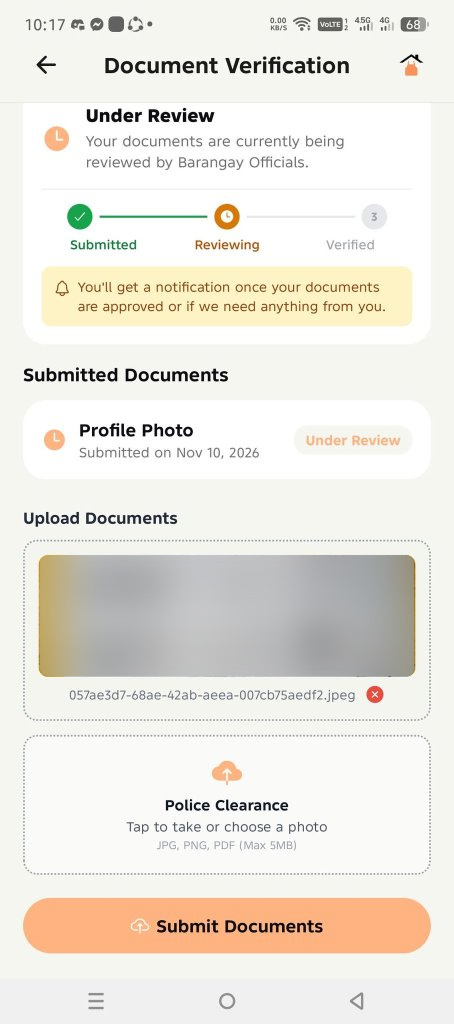 10:17
0.00 KB/S
VoLTE 1 2
4.5G
4G
68
Document Verification
Under Review
Your documents are currently being
reviewed by Barangay Officials.
3
Submitted
Reviewing
Verified
You'll get a notification once your documents
are approved or if we need anything from you.
Submitted Documents
Profile Photo
Submitted on Nov 10, 2026
Under Review
Upload Documents
057ae3d7-68ae-42ab-aeea-007cb75aedf2.jpeg
Police Clearance
Tap to take or choose a photo
JPG, PNG, PDF (Max 5MB)
Submit Documents